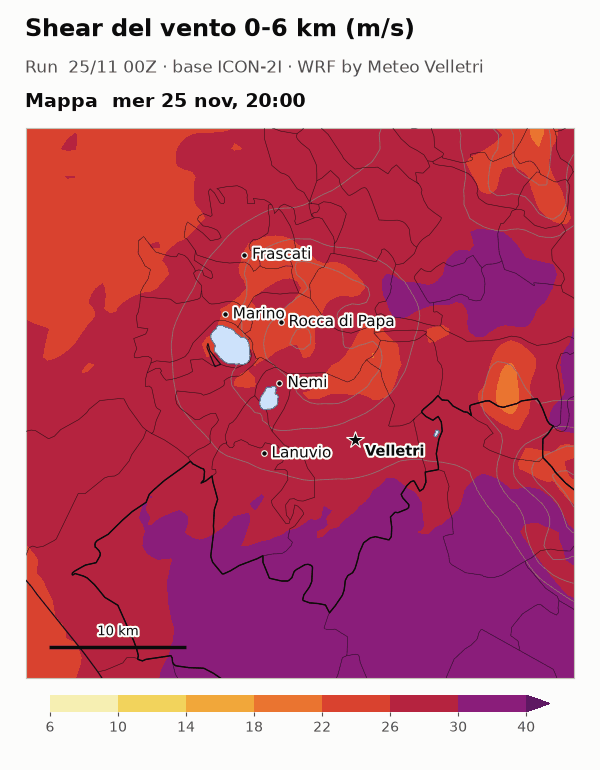 Shear del vento 0-6 km (m/s)
Run  25/11 00Z · base ICON-2I · WRF by Meteo Velletri
Mappa  mer 25 nov, 20:00
Frascati
Marino
Rocca di Papa
Nemi
Velletri
Lanuvio
10 km
6 10 14 18 22 26 30 40